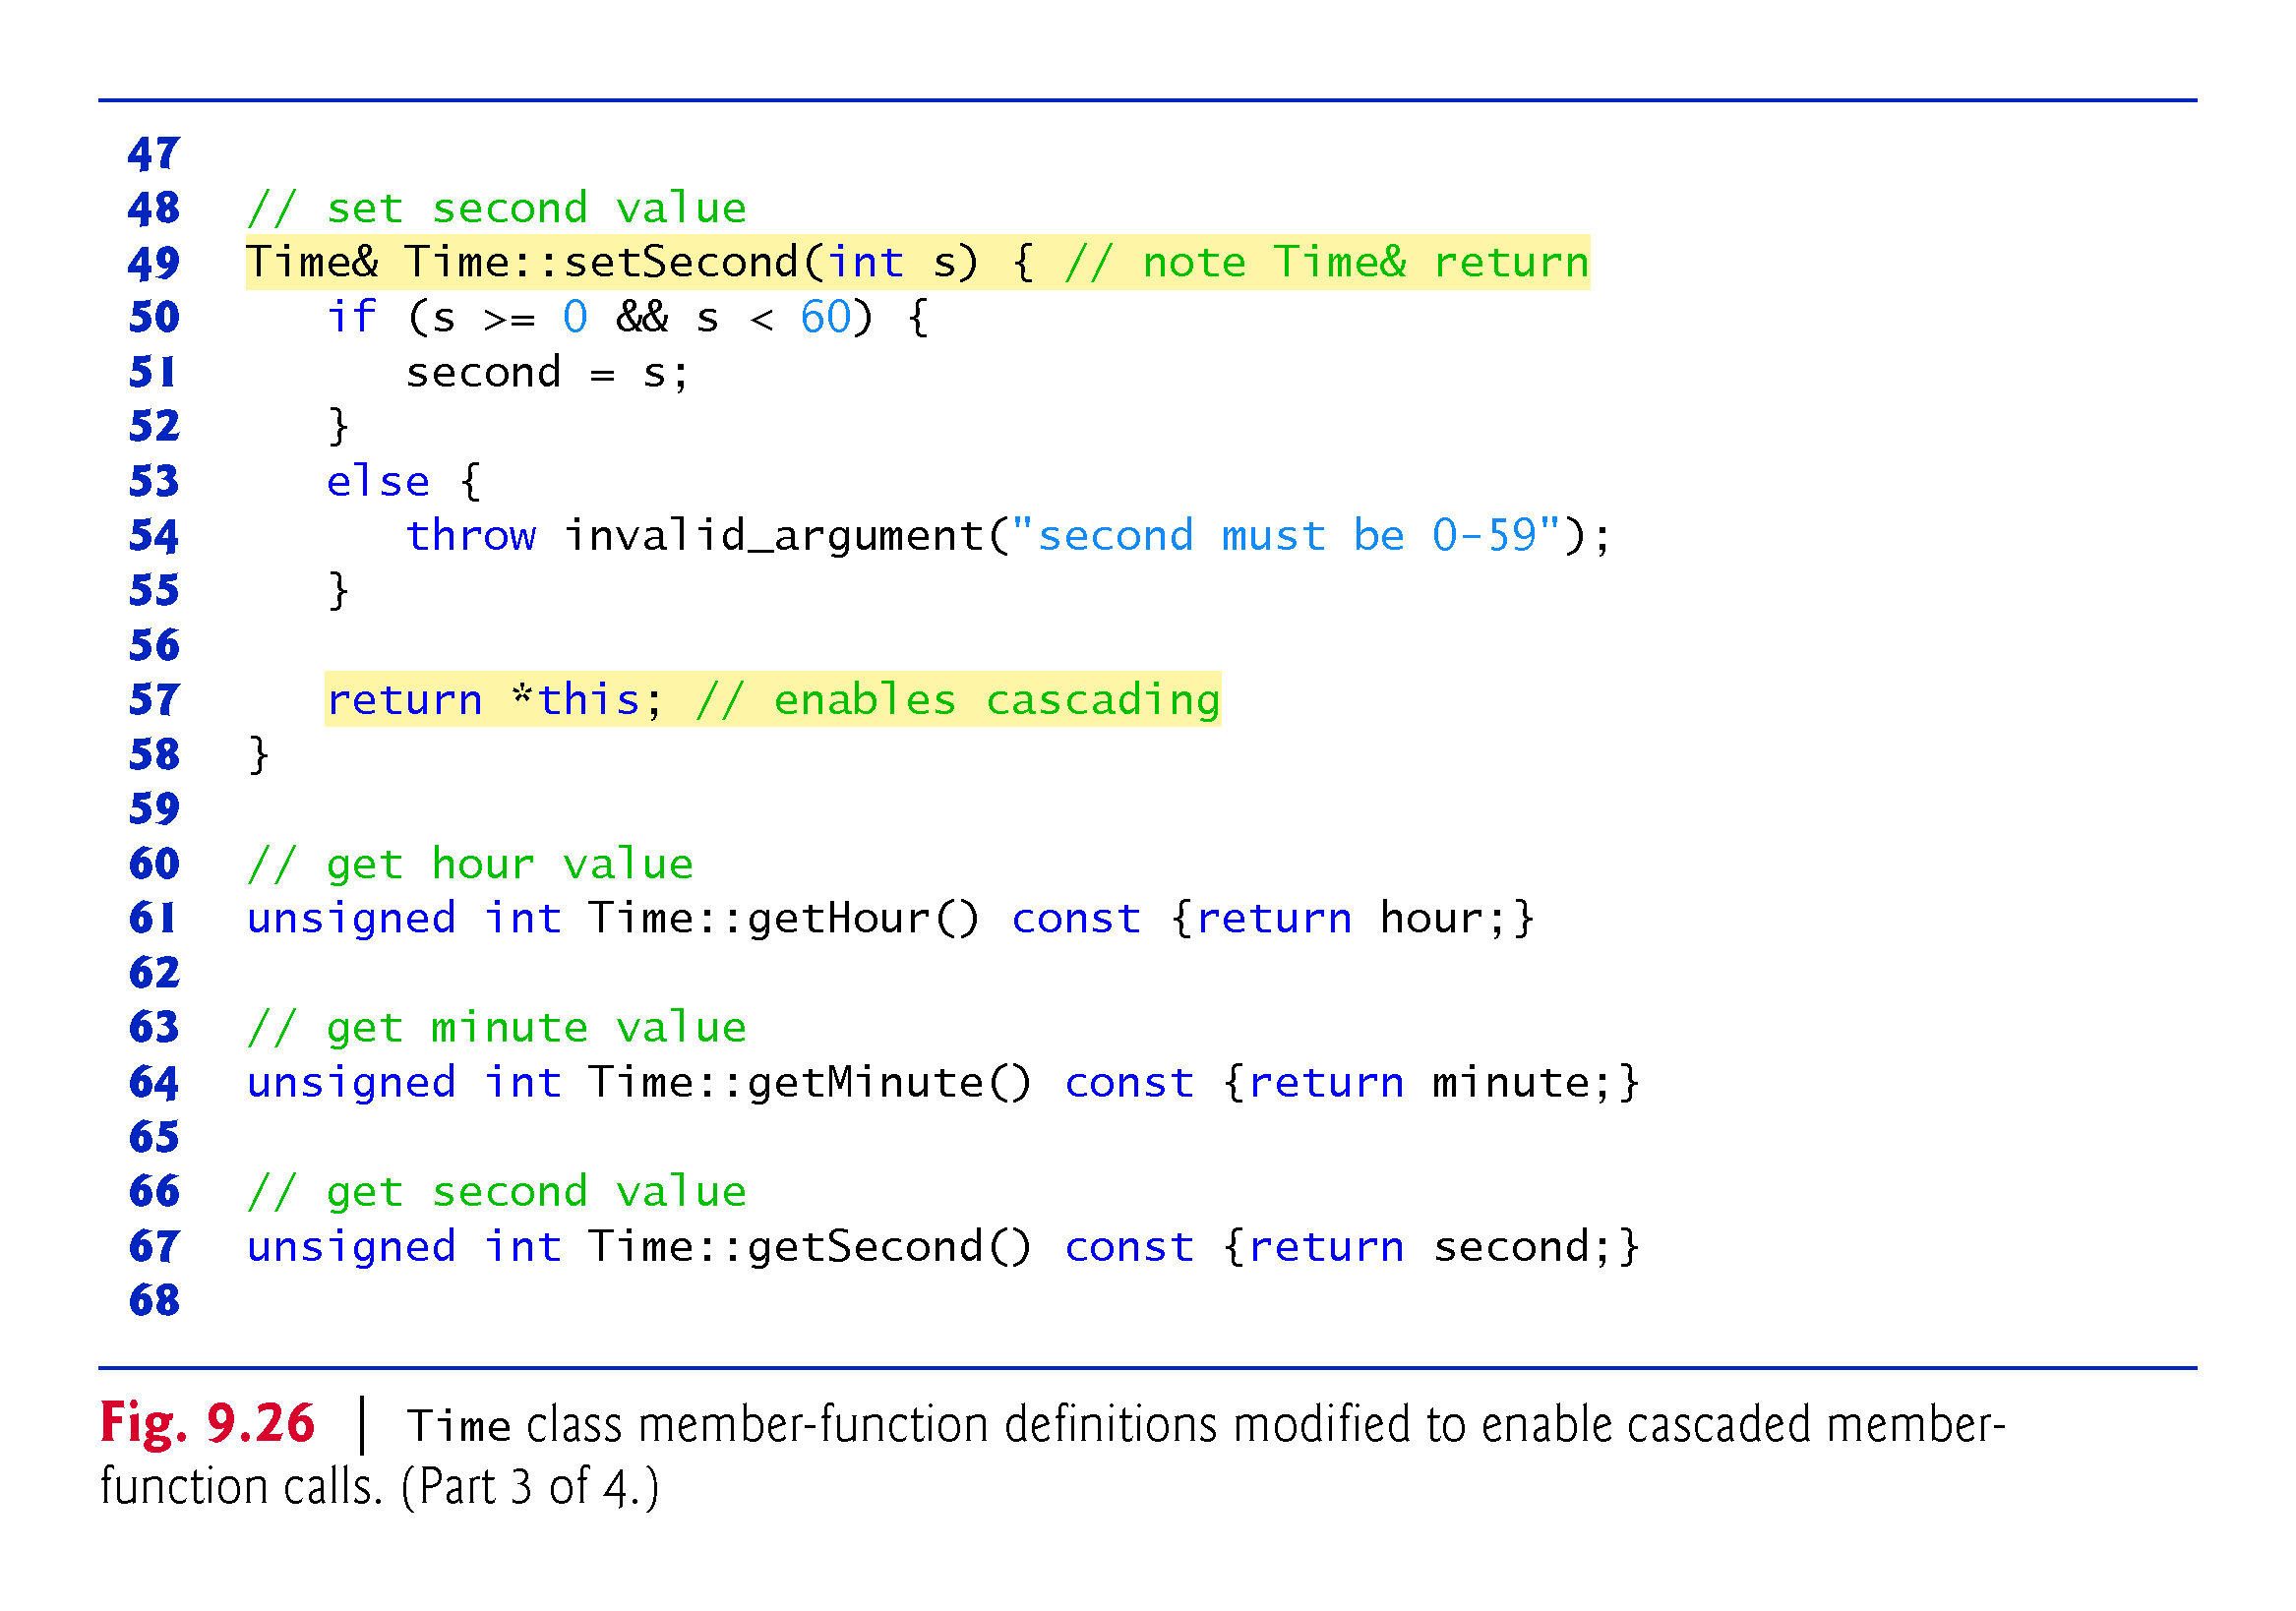 47
48 // set second value
49 Time& Time::setSecond(int s) { // note Time& return
50    if (s >= 0 && s < 60) {
51       second = s;
52    }
53    else {
54       throw invalid_argument("second must be 0-59");
55    }
56
57    return *this; // enables cascading
58 }
59
60 // get hour value
61 unsigned int Time::getHour() const {return hour;}
62
63 // get minute value
64 unsigned int Time::getMinute() const {return minute;}
65
66 // get second value
67 unsigned int Time::getSecond() const {return second;}
68
Fig. 9.26 | Time class member-function definitions modified to enable cascaded member-
function calls. (Part 3 of 4.)